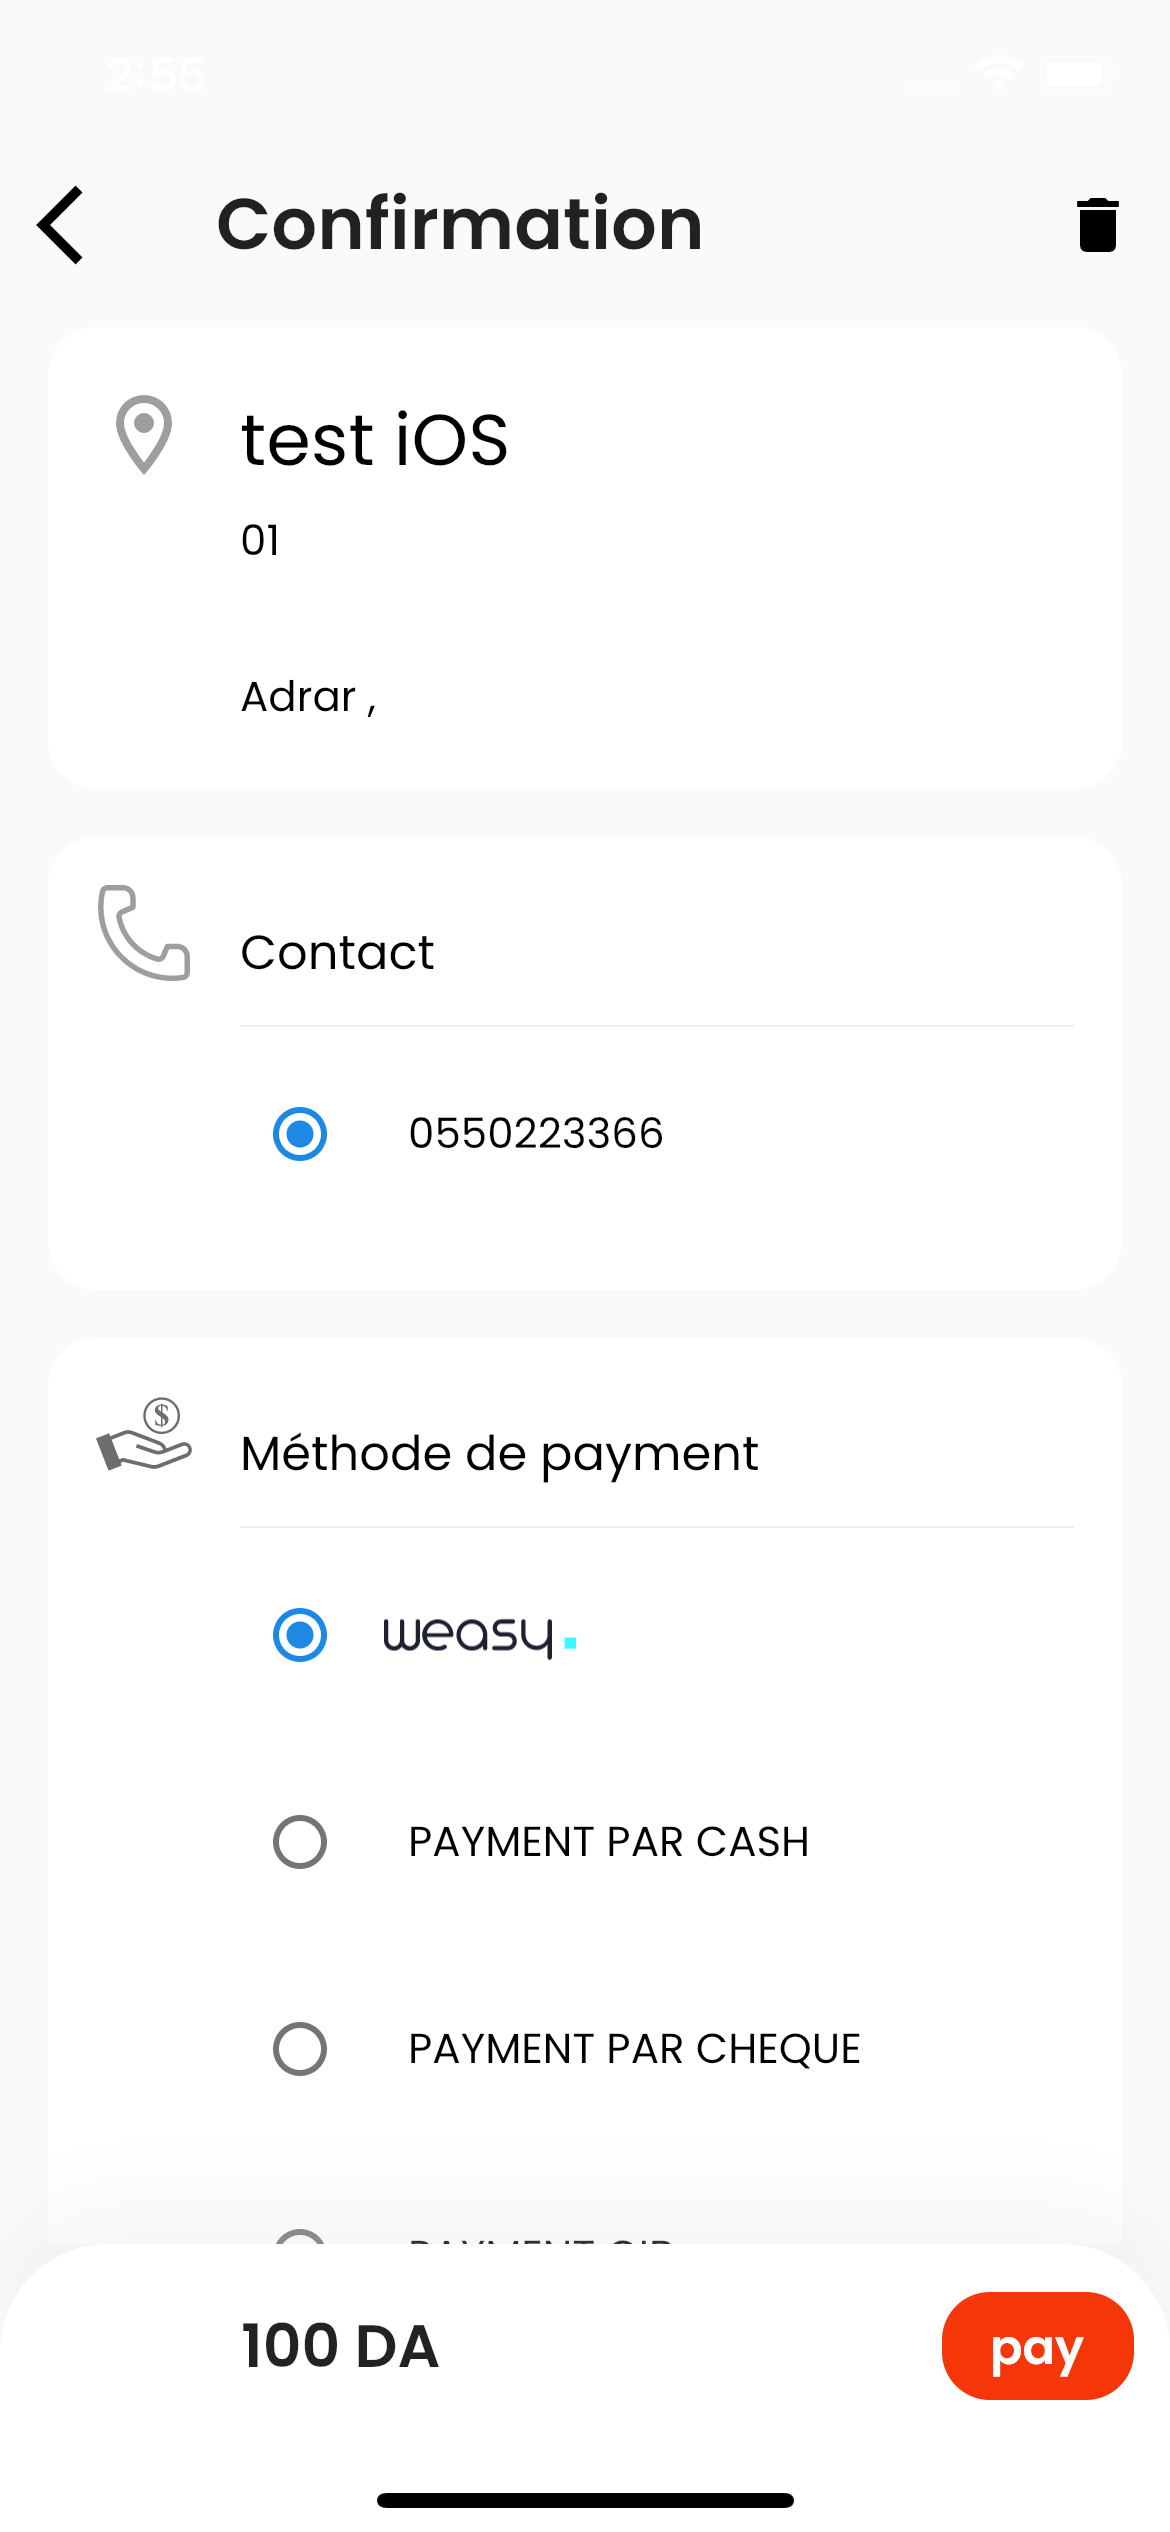 2:55
Confirmation
test iOS
01
Adrar ,
Contact
0550223366
$
Méthode de payment
weasy.
PAYMENT PAR CASH
PAYMENT PAR CHEQUE
PAYMENT
100 DA
pay